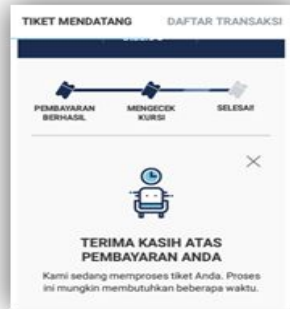 TIKET MENDATANG DAFTAR TRANSAKSI
PEMBAYARAN BERHASIL
MENGECEK KURSI
SELESAI!
TERIMA KASIH ATAS
PEMBAYARAN ANDA
Kami sedang memproses tiket Anda. Proses
ini mungkin membutuhkan beberapa waktu.